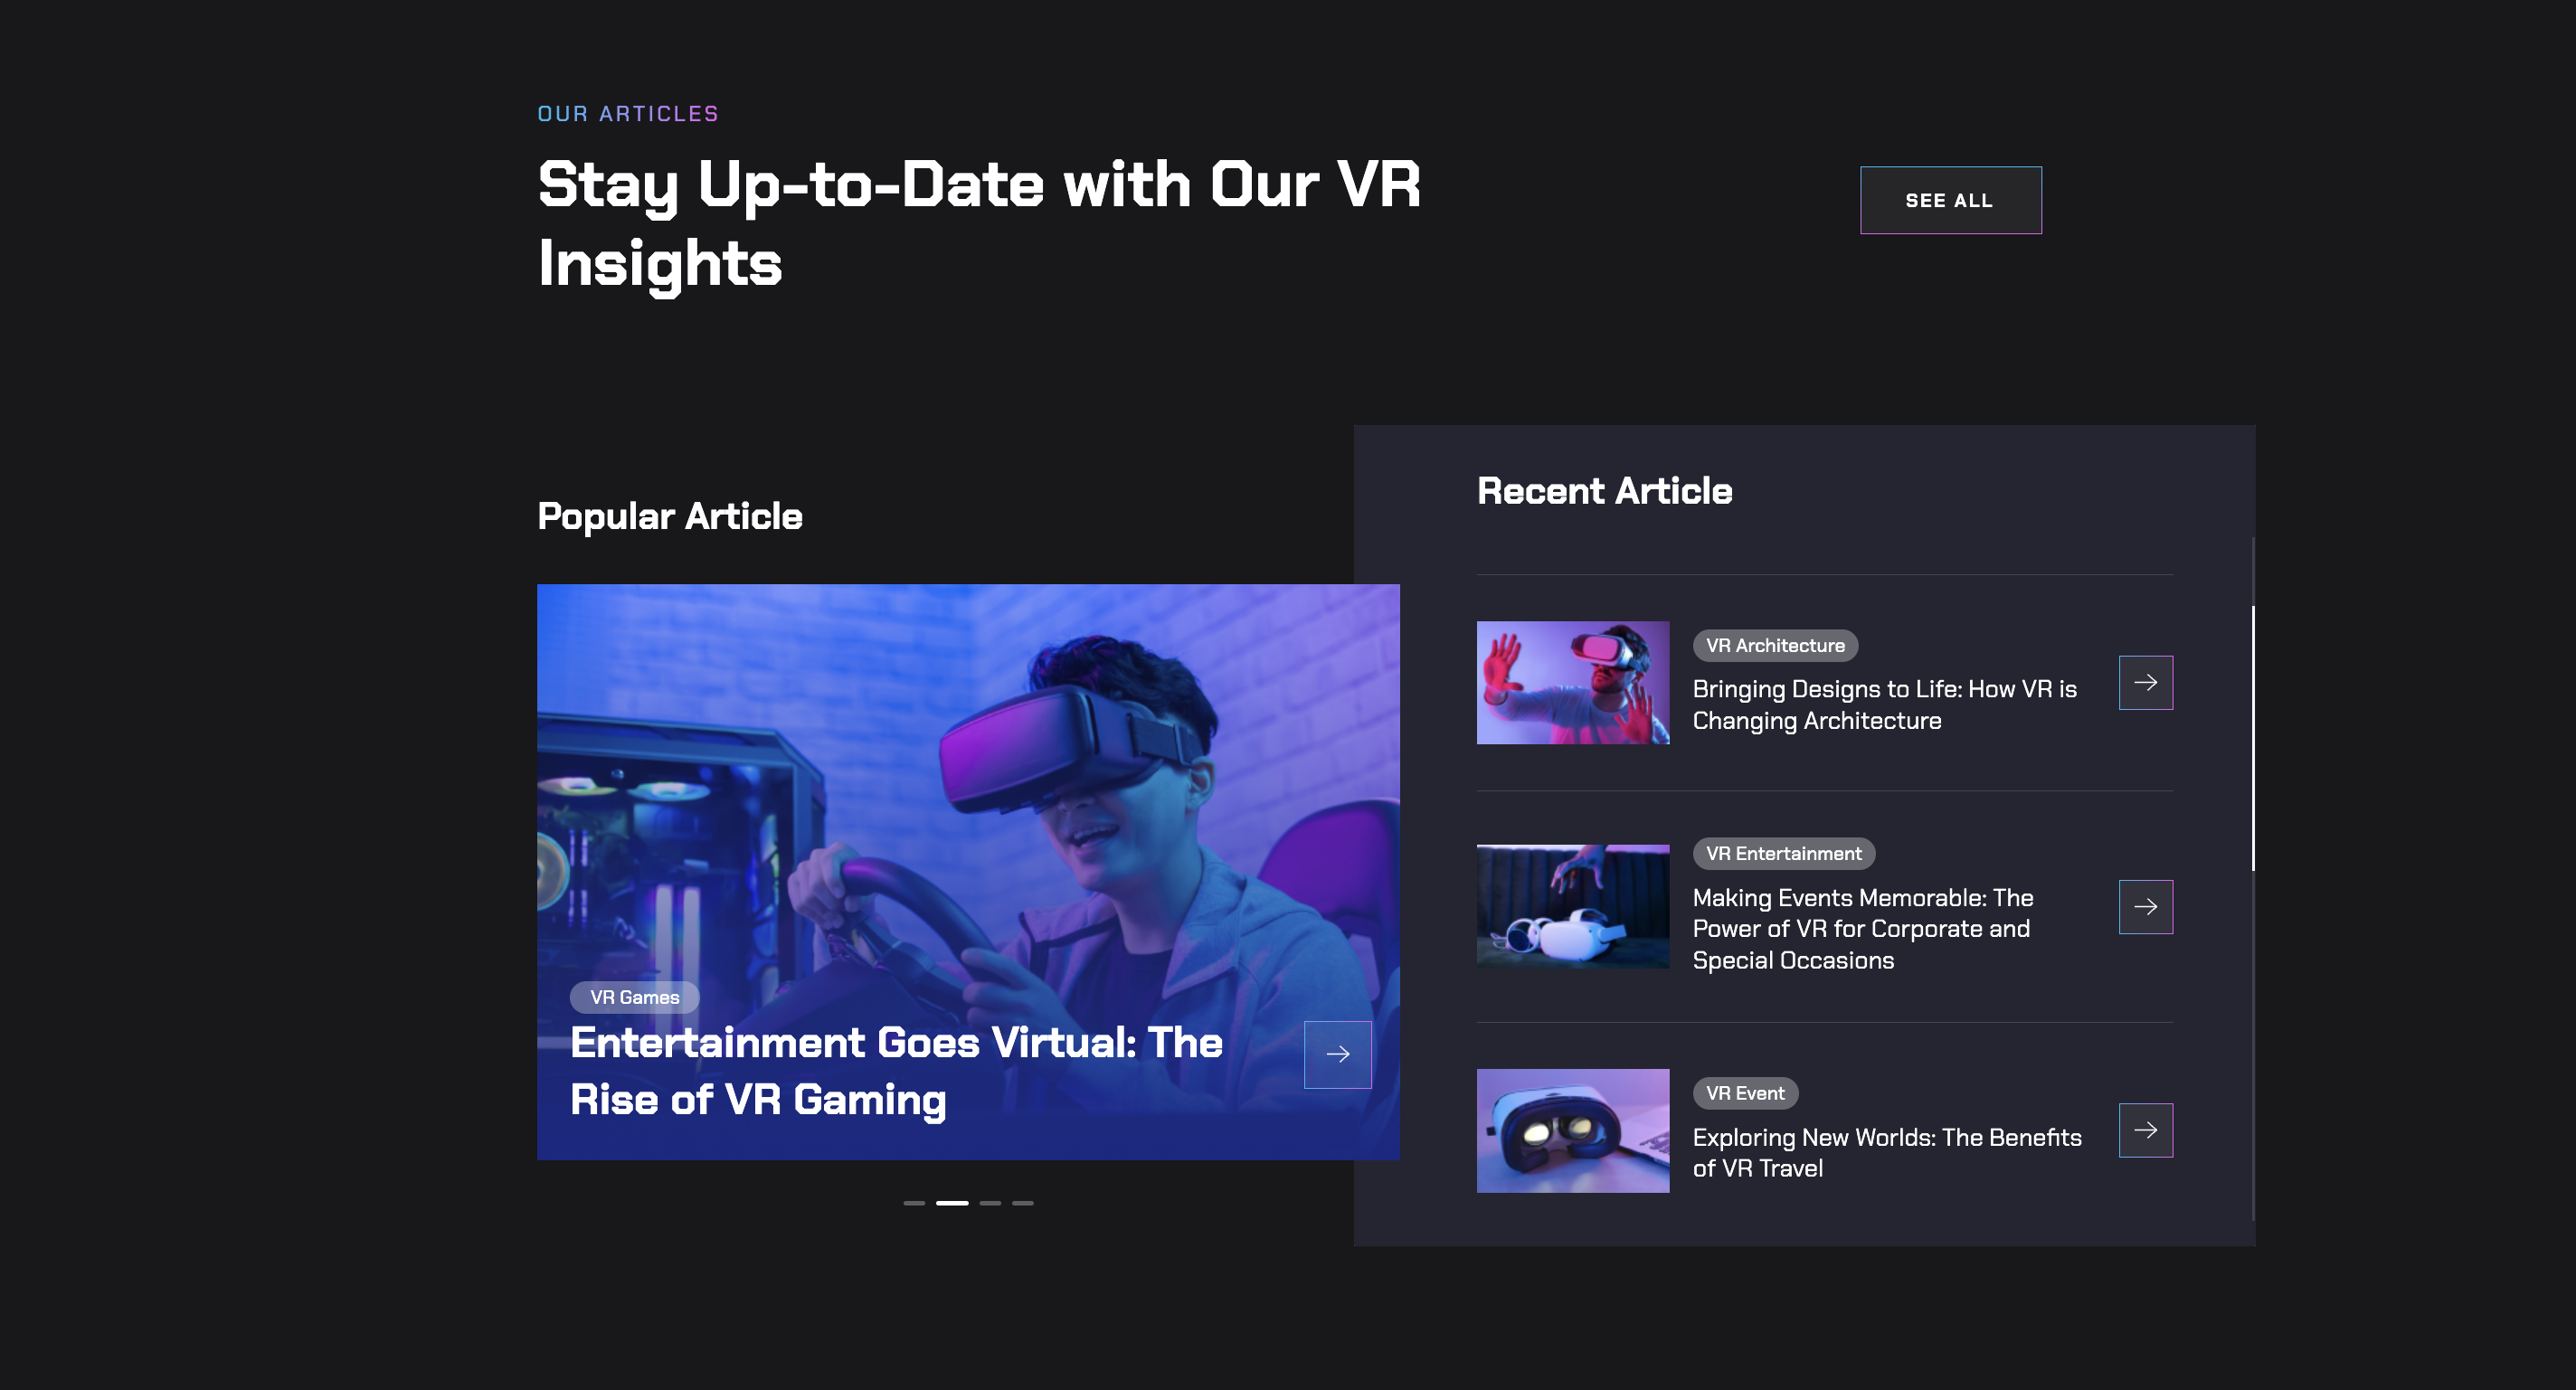 OUR ARTICLES
Stay Up-to-Date with Our VR
Insights
SEE ALL
Popular Article
VR Games
Entertainment Goes Virtual: The
Rise of VR Gaming
Recent Article
VR Architecture
Bringing Designs to Life: How VR is
Changing Architecture
VR Entertainment
Making Events Memorable: The
Power of VR for Corporate and
Special Occasions
VR Event
Exploring New Worlds: The Benefits
of VR Travel